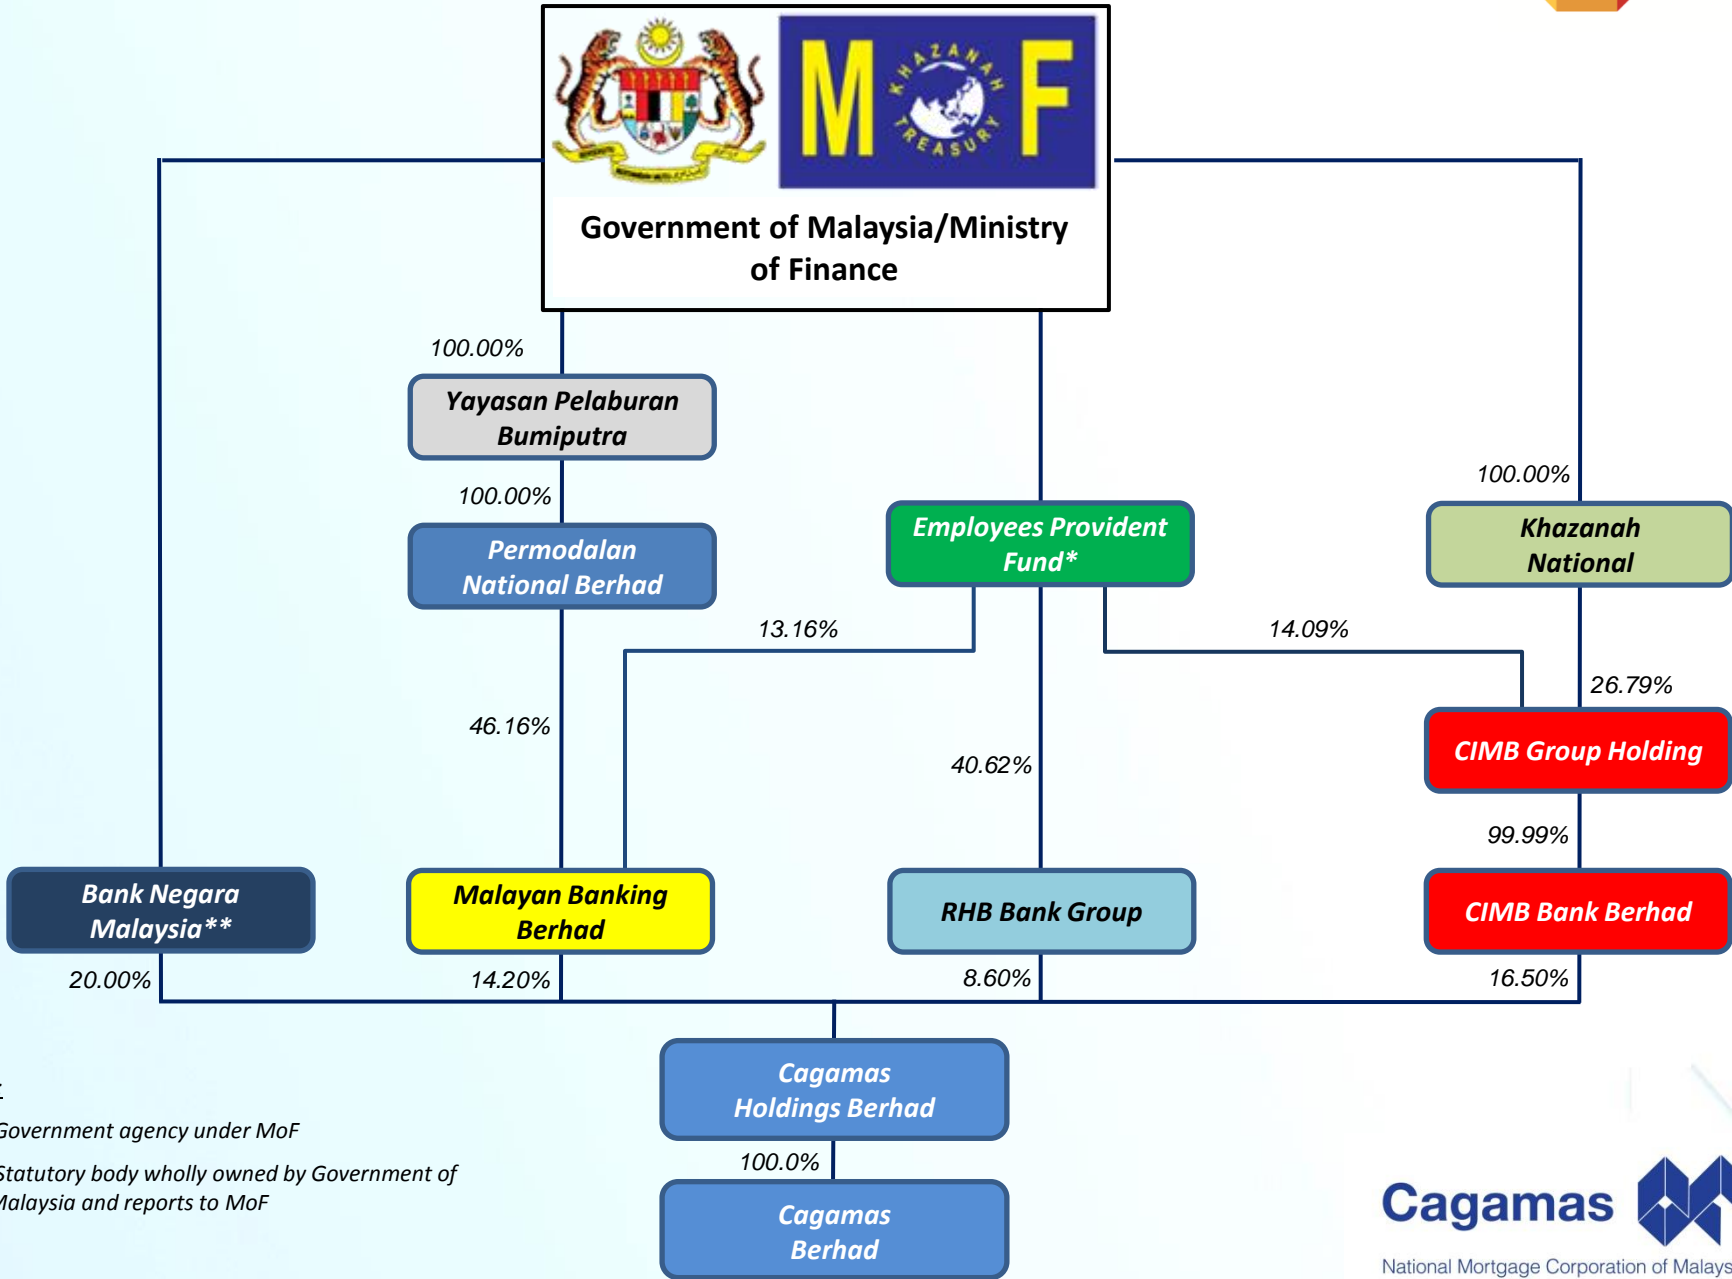 M F
KHAZANAH
TREASURY
Government of Malaysia/Ministry
of Finance
100.00%
Yayasan Pelaburan
Bumiputra
100.00%
100.00%
Permodalan
National Berhad
Employees Provident
Fund*
Khazanah
National
13.16%
14.09%
26.79%
46.16%
40.62%
CIMB Group Holding
99.99%
Bank Negara
Malaysia**
Malayan Banking
Berhad
RHB Bank Group
CIMB Bank Berhad
20.00%
14.20%
8.60%
16.50%
Cagamas
Holdings Berhad
Government agency under MoF
100.0%
Statutory body wholly owned by Government of
Malaysia and reports to MoF
Cagamas
Berhad
Cagamas
National Mortgage Corporation of Malays